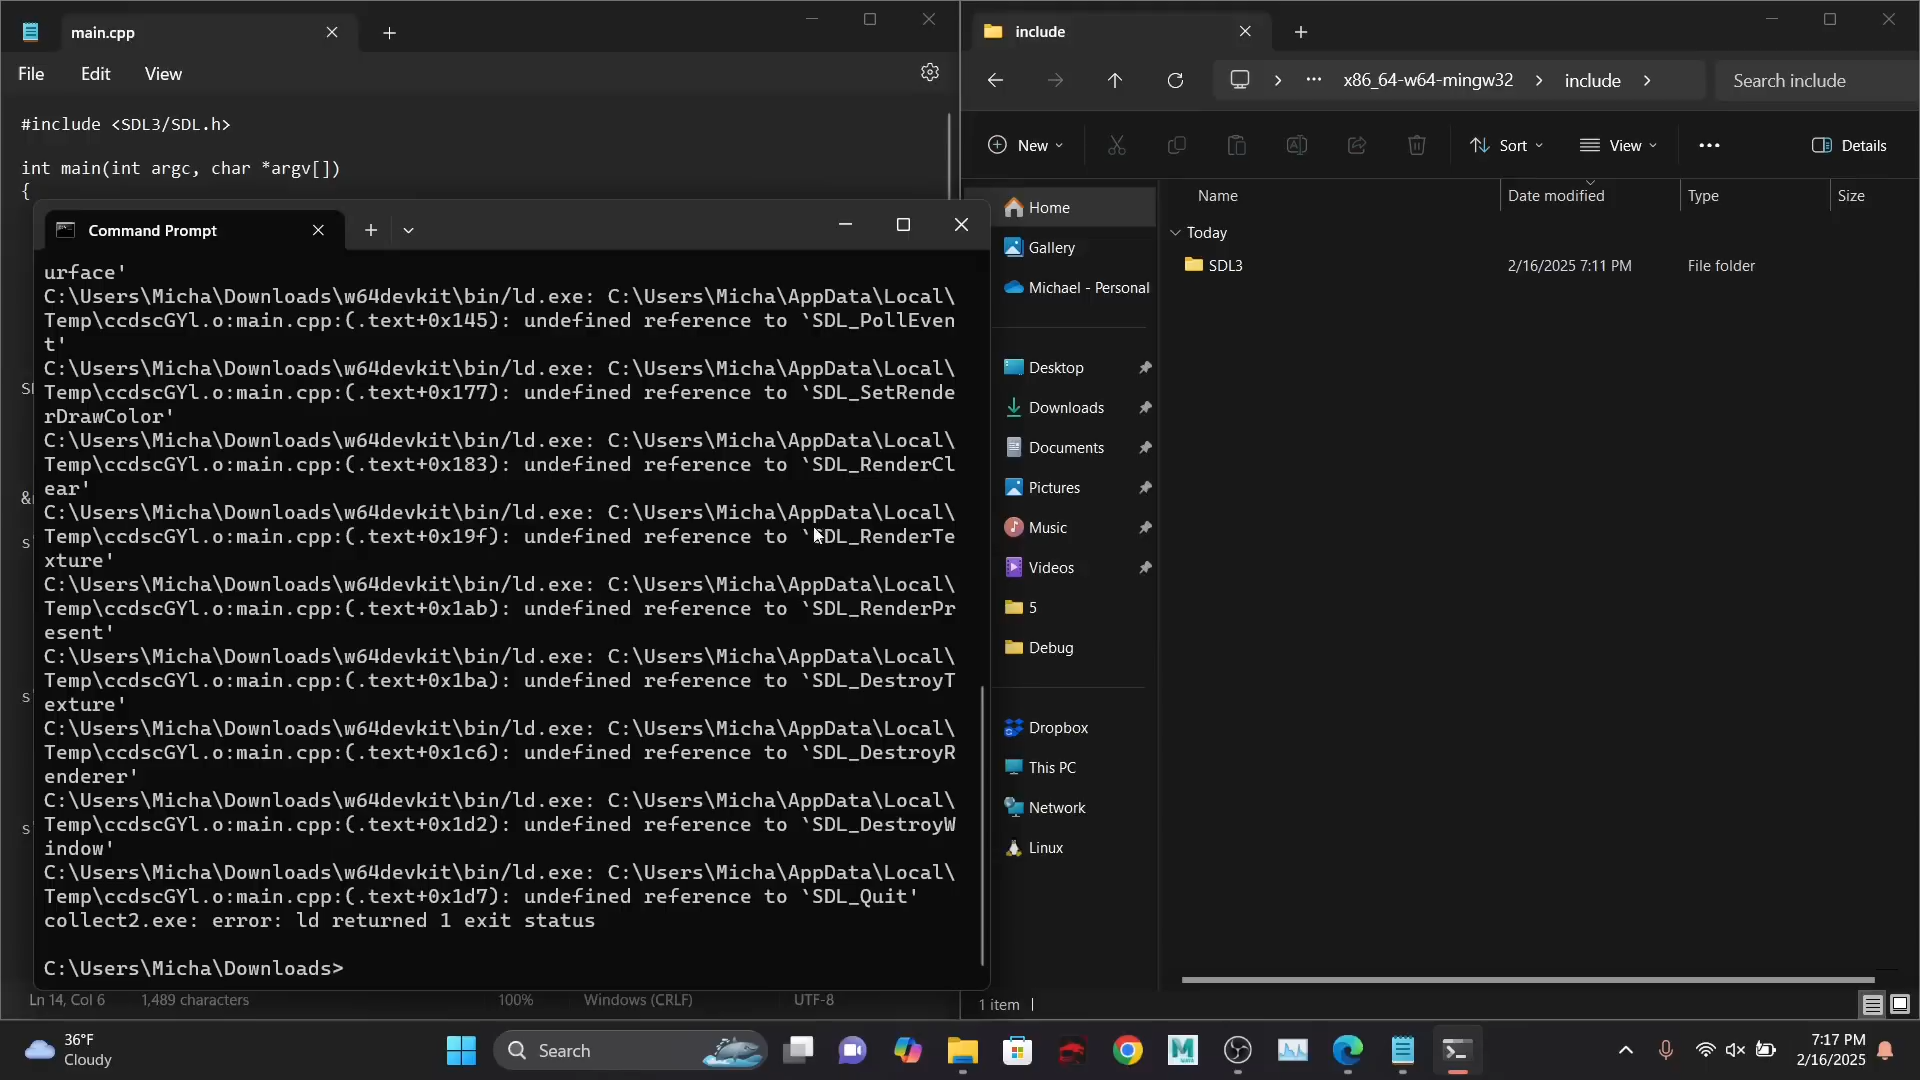 main.cpp
File Edit View
#include <SDL3/SDL.h>
int main(int argc, char *argv[])
{
Command Prompt
urface'
C:\Users\Micha\Downloads\w64devkit\bin/ld.exe: C:\Users\Micha\AppData\Local\
Temp\ccdscGYl.o:main.cpp:(.text+0x145): undefined reference to `SDL_PollEven
t'
C:\Users\Micha\Downloads\w64devkit\bin/ld.exe: C:\Users\Micha\AppData\Local\
Temp\ccdscGYl.o:main.cpp:(.text+0x177): undefined reference to `SDL_SetRende
rDrawColor'
C:\Users\Micha\Downloads\w64devkit\bin/ld.exe: C:\Users\Micha\AppData\Local\
Temp\ccdscGYl.o:main.cpp:(.text+0x183): undefined reference to `SDL_RenderCl
ear'
C:\Users\Micha\Downloads\w64devkit\bin/ld.exe: C:\Users\Micha\AppData\Local\
Temp\ccdscGYl.o:main.cpp:(.text+0x19f): undefined reference to `SDL_RenderTe
xture'
C:\Users\Micha\Downloads\w64devkit\bin/ld.exe: C:\Users\Micha\AppData\Local\
Temp\ccdscGYl.o:main.cpp:(.text+0x1ab): undefined reference to `SDL_RenderPr
esent'
C:\Users\Micha\Downloads\w64devkit\bin/ld.exe: C:\Users\Micha\AppData\Local\
Temp\ccdscGYl.o:main.cpp:(.text+0x1ba): undefined reference to `SDL_DestroyT
exture'
C:\Users\Micha\Downloads\w64devkit\bin/ld.exe: C:\Users\Micha\AppData\Local\
Temp\ccdscGYl.o:main.cpp:(.text+0x1c6): undefined reference to `SDL_DestroyR
enderer'
C:\Users\Micha\Downloads\w64devkit\bin/ld.exe: C:\Users\Micha\AppData\Local\
Temp\ccdscGYl.o:main.cpp:(.text+0x1d2): undefined reference to `SDL_DestroyW
indow'
C:\Users\Micha\Downloads\w64devkit\bin/ld.exe: C:\Users\Micha\AppData\Local\
Temp\ccdscGYl.o:main.cpp:(.text+0x1d7): undefined reference to `SDL_Quit'
collect2.exe: error: ld returned 1 exit status
C:\Users\Micha\Downloads>
Ln 14, Col 6 1,489 characters 100% Windows (CRLF) UTF-8
include
x86_64-w64-mingw32 > include > Search include
New Sort View ... Details
Name Date modified Type Size
Today
SDL3 2/16/2025 7:11 PM File folder
Home
Gallery
Michael - Personal
Desktop
Downloads
Documents
Pictures
Music
Videos
5
Debug
Dropbox
This PC
Network
Linux
1 item
36°F
Cloudy
Search
7:17 PM
2/16/2025